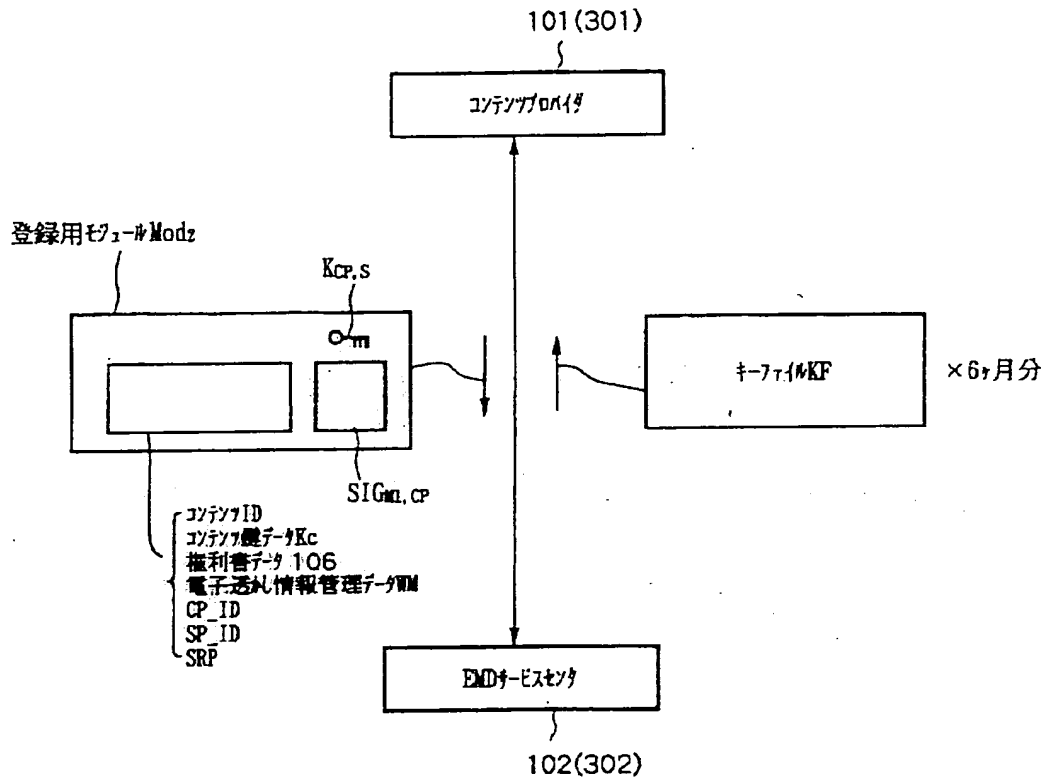 101(301)
コンテンツプロバイダ
登録用モジュールMod2
KCP,S
キーファイルKF
×6ヶ月分
SIGM1,CP
コンテンツID
コンテンツ鍵データKc
権利書データ 106
電子透かし情報管理データWM
CP_ID
SP_ID
SRP
EMDサービスセンタ
102(302)